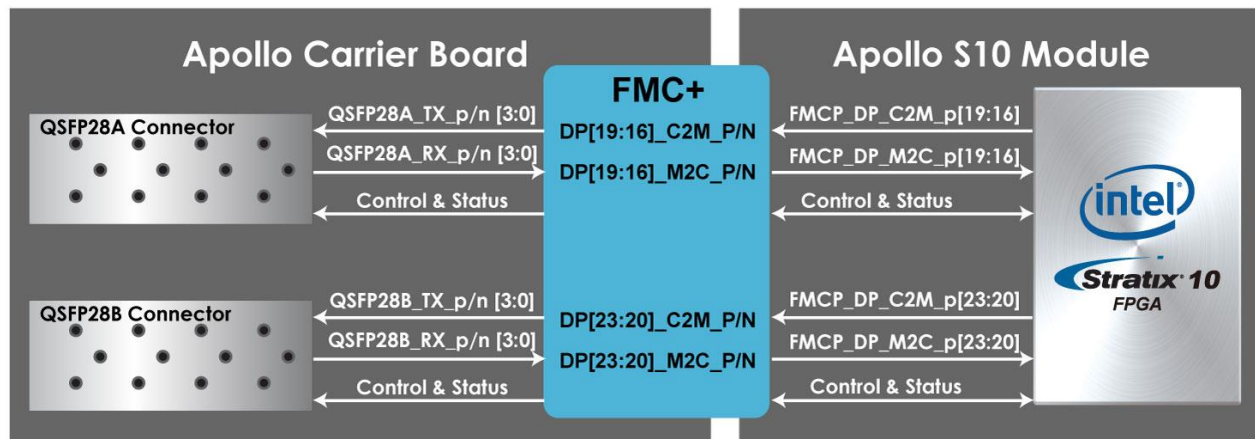 Apollo Carrier Board
Apollo S10 Module
QSFP28A Connector
QSFP28A_TX_p/n [3:0]
QSFP28A_RX_p/n [3:0]
Control & Status
FMC+
DP[19:16]_C2M_P/N
DP[19:16]_M2C_P/N
FMCP_DP_C2M_p[19:16]
FMCP_DP_M2C_p[19:16]
Control & Status
QSFP28B Connector
QSFP28B_TX_p/n [3:0]
QSFP28B_RX_p/n [3:0]
Control & Status
DP[23:20]_C2M_P/N
DP[23:20]_M2C_P/N
FMCP_DP_C2M_p[23:20]
FMCP_DP_M2C_p[23:20]
Control & Status
intel®
Stratix® 10
FPGA